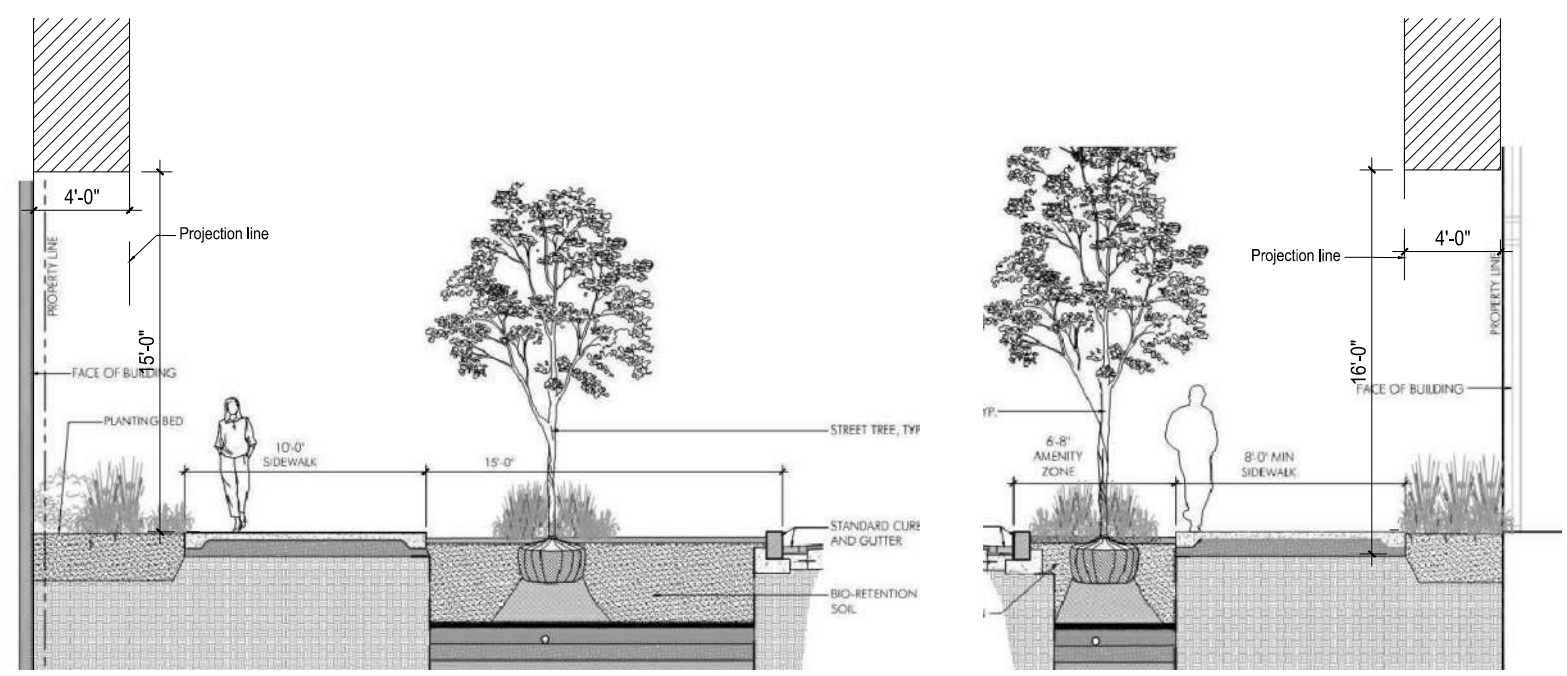 4'-0"
Projection line
PROPERTY LINE
15'-0"
FACE OF BUILDING
PLANTING BED
10'-0"
SIDEWALK
15'-0"
STREET TREE, TYP
STANDARD CURB
AND GUTTER
BIO-RETENTION
SOIL
4'-0"
Projection line
PROPERTY LINE
16'-0"
FACE OF BUILDING
YP.
6'-8"
AMENITY
ZONE
8'-0" MIN
SIDEWALK
N